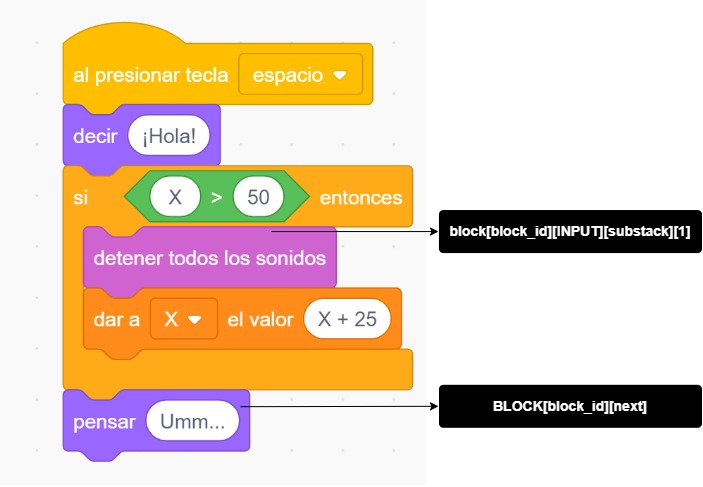 al presionar tecla espacio
decir ¡Hola!
si X > 50 entonces
block[block_id][INPUT][substack][1]
detener todos los sonidos
dar a X el valor X + 25
BLOCK[block_id][next]
pensar Umm...